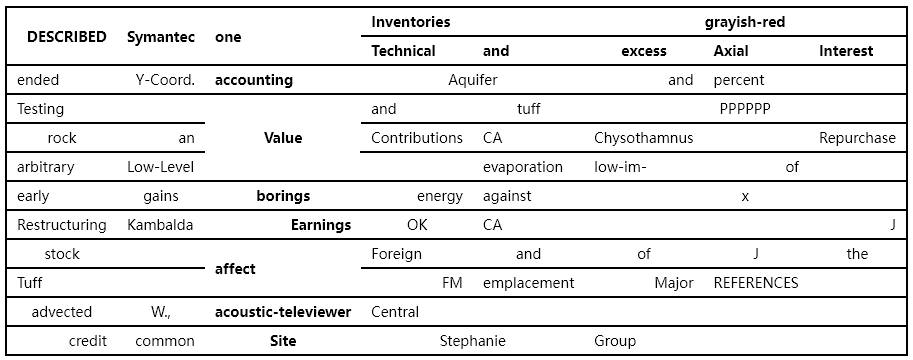 Inventories grayish-red
DESCRIBED Symantec one
Technical and excess Axial Interest
ended Y-Coord. accounting Aquifer and percent
Testing and tuff PPPPPP
rock an Value Contributions CA Chysothamnus Repurchase
arbitrary Low-Level evaporation low-im- of
early gains borings energy against x
Restructuring Kambalda Earnings OK CA J
stock Foreign and of J the
affect
Tuff FM emplacement Major REFERENCES
advected W., acoustic-televiewer Central
credit common Site Stephanie Group